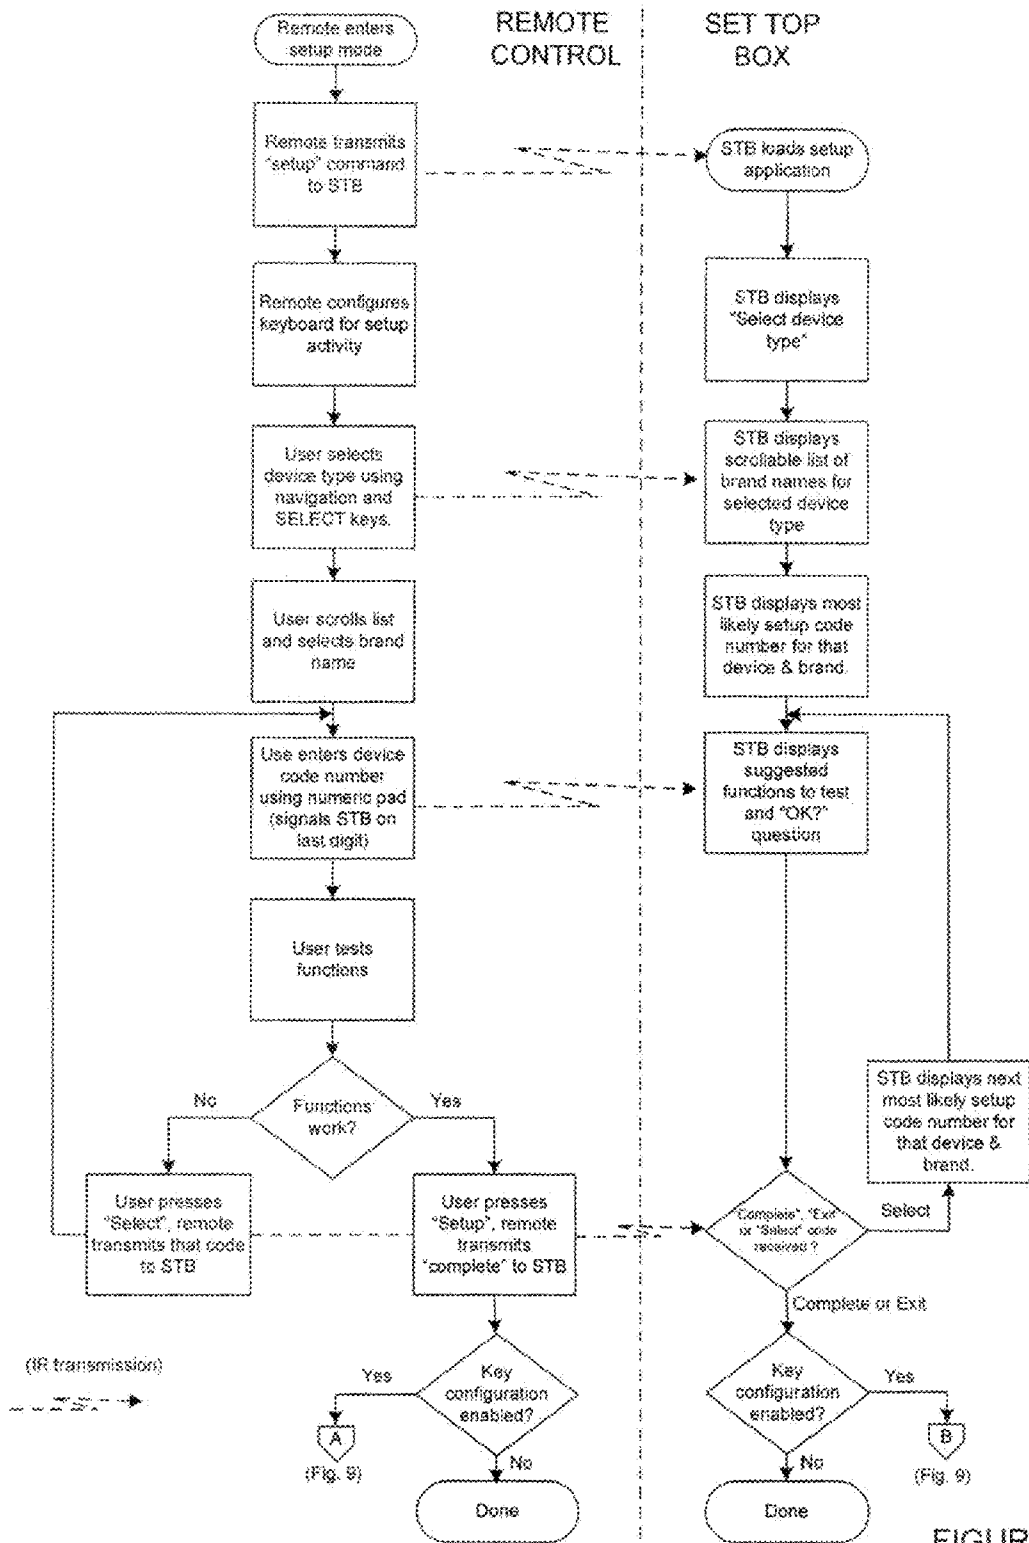 REMOTE
CONTROL
SET TOP
BOX
Remote enters
setup mode
Remote transmits
"setup" command
to STB
STB loads setup
application
Remote configures
keyboard for setup
activity
STB displays
"Select device
type"
User selects
device type using
navigation and
SELECT keys.
STB displays
scrollable list of
brand names for
selected device
type
User scrolls list
and selects brand
name
STB displays most
likely setup code
number for that
device & brand.
Use enters device
code number
using numeric pad
(signals STB on
last digit)
STB displays
suggested
functions to test
and "OK?"
question
User tests
functions
STB displays next
most likely setup
code number for
that device &
brand.
No
Functions
work?
Yes
User presses
"Select", remote
transmits that code
to STB
User presses
"Setup", remote
transmits
"complete" to STB
"Complete", "Exit"
or "Select" code
received ?
Select
Complete or Exit
(IR transmission)
Yes
Key
configuration
enabled?
Key
configuration
enabled?
Yes
A
(Fig. 9)
No
No
B
(Fig. 9)
Done
Done
FIGUR